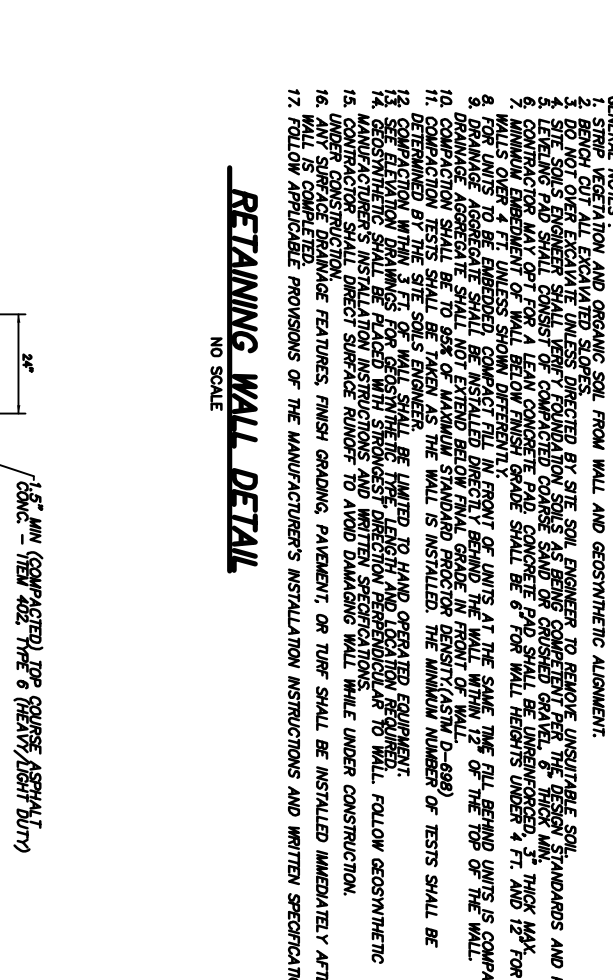 GENERAL NOTES:
1. STRIP VEGETATION AND ORGANIC SOIL FROM WALL AND GEOSYNTHETIC ALIGNMENT.
2. BENCH CUT ALL EXCAVATED SLOPES.
3. DO NOT OVER EXCAVATE UNLESS DIRECTED BY SITE SOIL ENGINEER TO REMOVE UNSUITABLE SOIL.
4. SITE SOILS ENGINEER SHALL VERIFY FOUNDATION SOILS AS BEING COMPETENT PER THE DESIGN STANDARDS AND
5. LEVELING PAD SHALL CONSIST OF COMPACTED COARSE SAND OR CRUSHED GRAVEL, 6" THICK MIN.
6. CONTRACTOR MAY OPT FOR A LEAN CONCRETE PAD. CONCRETE PAD SHALL BE UNREINFORCED, 3" THICK MAX.
7. MINIMUM EMBEDMENT OF WALL BELOW FINISH GRADE SHALL BE 6" FOR WALL HEIGHTS UNDER 4 FT. AND 12" FOR
WALLS OVER 4 FT. UNLESS SHOWN DIFFERENTLY.
8. FOR UNITS TO BE EMBEDDED, COMPACT FILL IN FRONT OF UNITS AT THE SAME TIME FILL BEHIND UNITS IS COMPA
9. DRAINAGE AGGREGATE SHALL BE INSTALLED DIRECTLY BEHIND THE WALL WITHIN 12" OF THE TOP OF THE WALL.
DRAINAGE AGGREGATE SHALL NOT EXTEND BELOW FINAL GRADE IN FRONT OF WALL.
10. COMPACTION SHALL BE TO 95% OF MAXIMUM STANDARD PROCTOR DENSITY.(ASTM D-698)
11. COMPACTION TESTS SHALL BE TAKEN AS THE WALL IS INSTALLED. THE MINIMUM NUMBER OF TESTS SHALL BE
DETERMINED BY THE SITE SOILS ENGINEER.
12. COMPACTION WITHIN 3 FT. OF WALL SHALL BE LIMITED TO HAND OPERATED EQUIPMENT.
13. SEE ELEVATION DRAWINGS FOR GEOSYNTHETIC TYPE, LENGTH AND LOCATION REQUIRED.
14. GEOSYNTHETIC SHALL BE PLACED WITH STRONGEST DIRECTION PERPENDICULAR TO WALL. FOLLOW GEOSYNTHETIC
MANUFACTURER'S INSTALLATION INSTRUCTIONS AND WRITTEN SPECIFICATIONS.
15. CONTRACTOR SHALL DIRECT SURFACE RUNOFF TO AVOID DAMAGING WALL WHILE UNDER CONSTRUCTION.
UNDER CONSTRUCTION.
16. ANY SURFACE DRAINAGE FEATURES, FINISH GRADING, PAVEMENT, OR TURF SHALL BE INSTALLED IMMEDIATELY AFT
WALL IS COMPLETED.
17. FOLLOW APPLICABLE PROVISIONS OF THE MANUFACTURER'S INSTALLATION INSTRUCTIONS AND WRITTEN SPECIFICATI
RETAINING WALL DETAIL
NO SCALE
24"
1.5" MIN (COMPACTED) TOP COURSE ASPHALT
CONC. - ITEM 402, TYPE 6 (HEAVY/LIGHT DUTY)